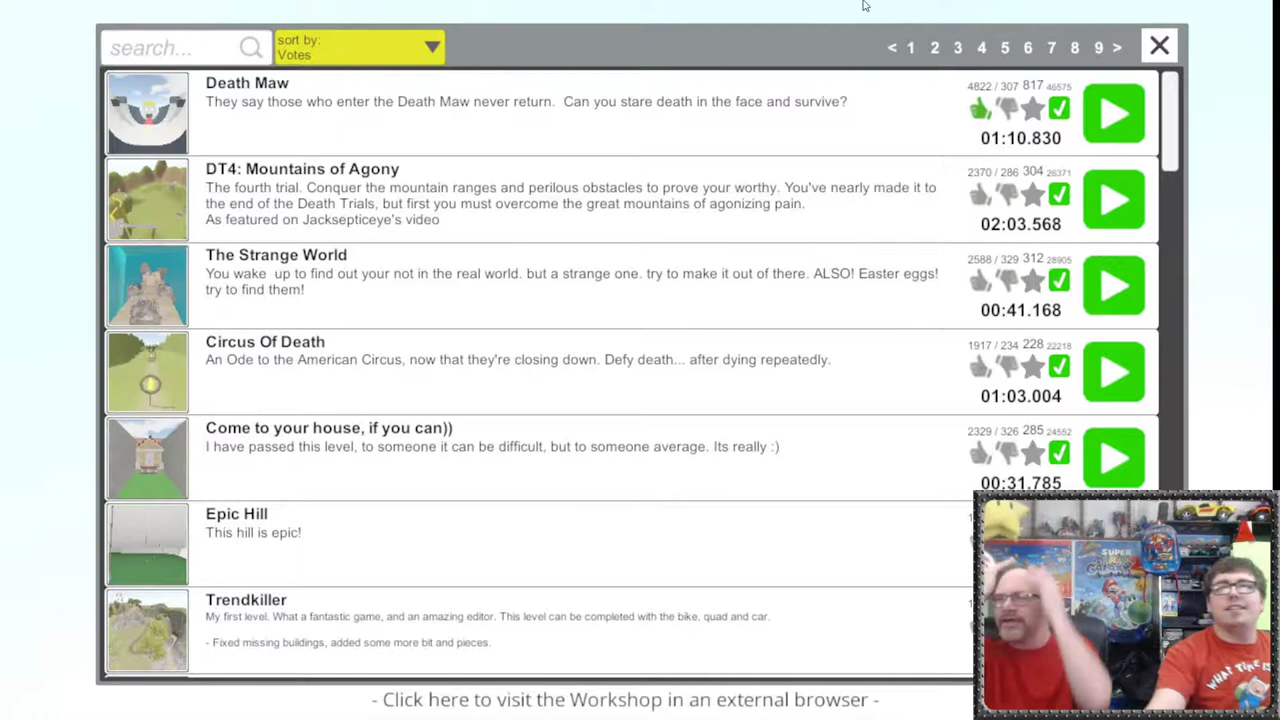 search...
sort by:
Votes
< 1 2 3 4 5 6 7 8 9 >
Death Maw
They say those who enter the Death Maw never return. Can you stare death in the face and survive?
4822 / 307 817 46575
01:10.830
DT4: Mountains of Agony
The fourth trial. Conquer the mountain ranges and perilous obstacles to prove your worthy. You've nearly made it to
the end of the Death Trials, but first you must overcome the great mountains of agonizing pain.
As featured on Jacksepticeye's video
2370 / 286 304 26371
02:03.568
The Strange World
You wake up to find out your not in the real world. but a strange one. try to make it out of there. ALSO! Easter eggs!
try to find them!
2588 / 329 312 28905
00:41.168
Circus Of Death
An Ode to the American Circus, now that they're closing down. Defy death... after dying repeatedly.
1917 / 234 228 22218
01:03.004
Come to your house, if you can))
I have passed this level, to someone it can be difficult, but to someone average. Its really :)
2329 / 326 285 24552
00:31.785
Epic Hill
This hill is epic!
Trendkiller
My first level. What a fantastic game, and an amazing editor. This level can be completed with the bike, quad and car.
- Fixed missing buildings, added some more bit and pieces.
SUPER
WHAT TIME IS
- Click here to visit the Workshop in an external browser -